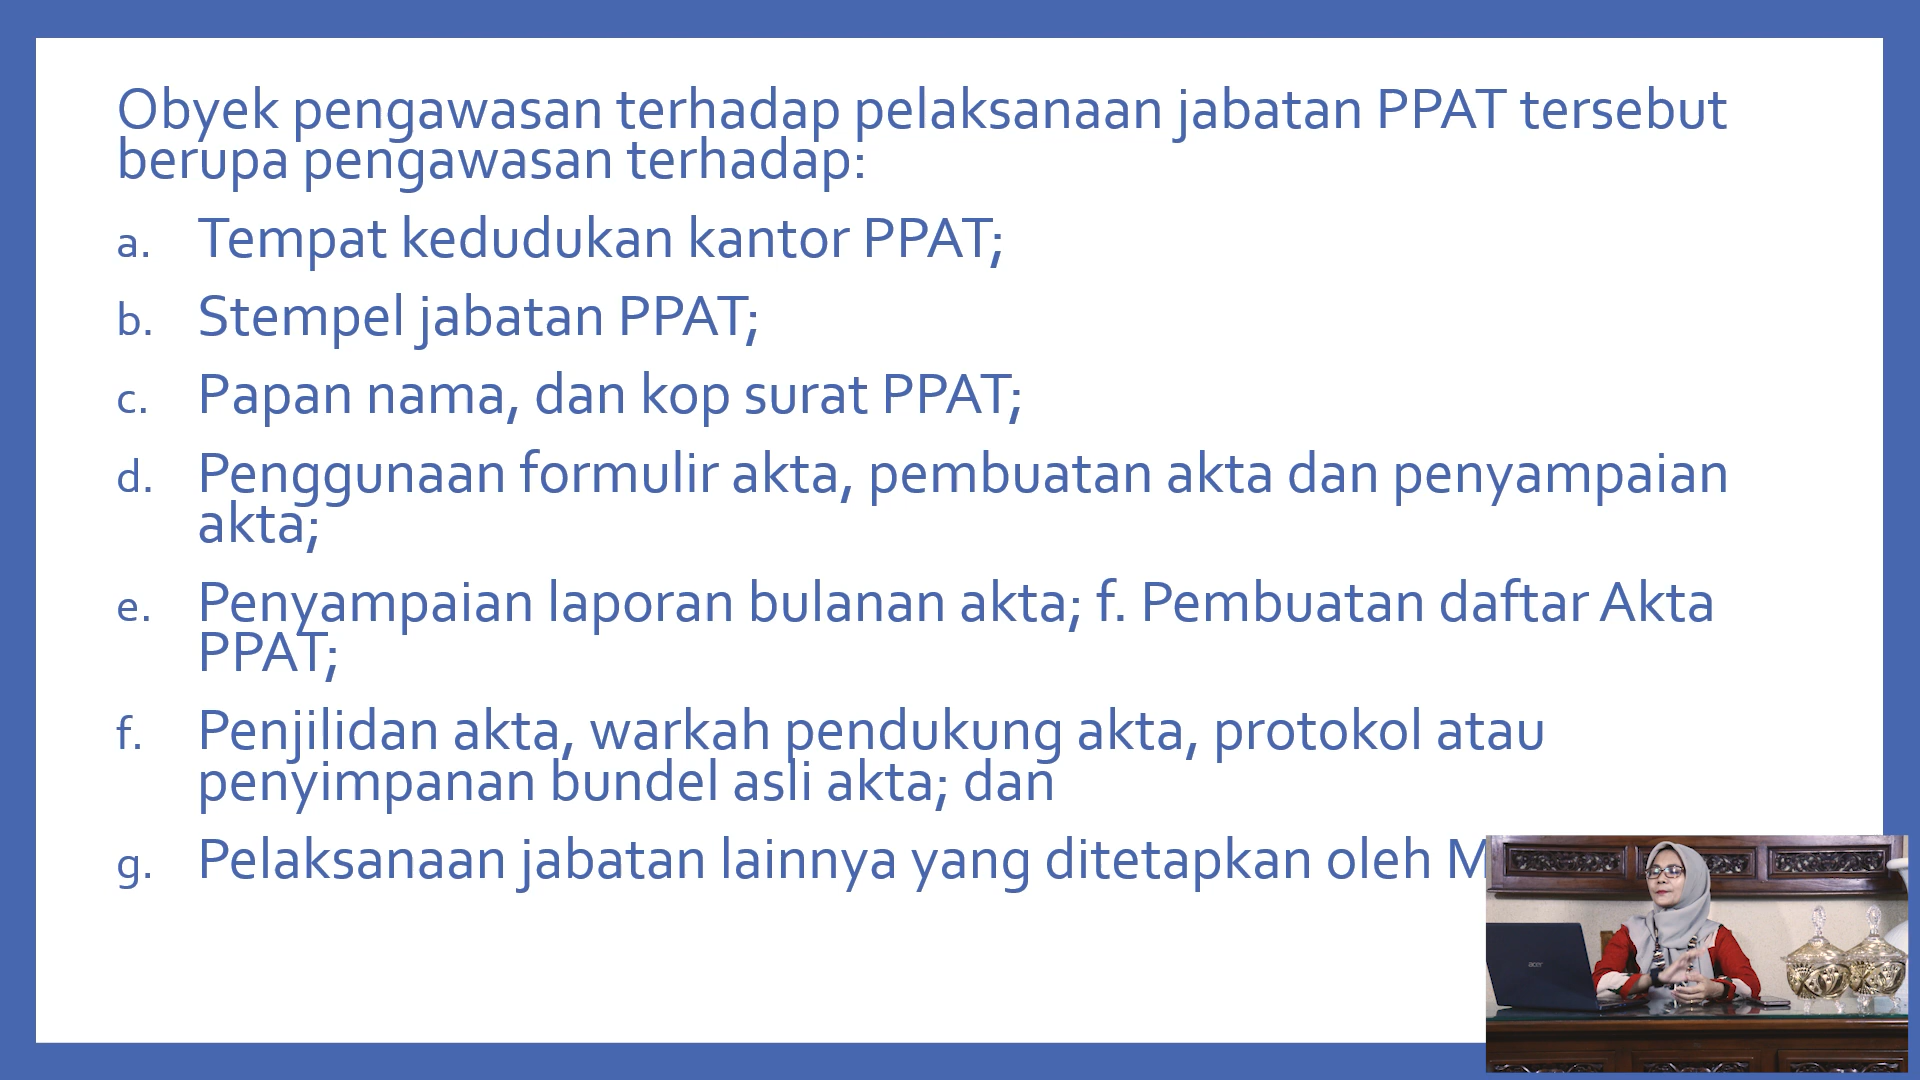 Obyek pengawasan terhadap pelaksanaan jabatan PPAT tersebut
berupa pengawasan terhadap:
a. Tempat kedudukan kantor PPAT;
b. Stempel jabatan PPAT;
c. Papan nama, dan kop surat PPAT;
d. Penggunaan formulir akta, pembuatan akta dan penyampaian
akta;
e. Penyampaian laporan bulanan akta; f. Pembuatan daftar Akta
PPAT;
f. Penjilidan akta, warkah pendukung akta, protokol atau
penyimpanan bundel asli akta; dan
g. Pelaksanaan jabatan lainnya yang ditetapkan oleh
acer